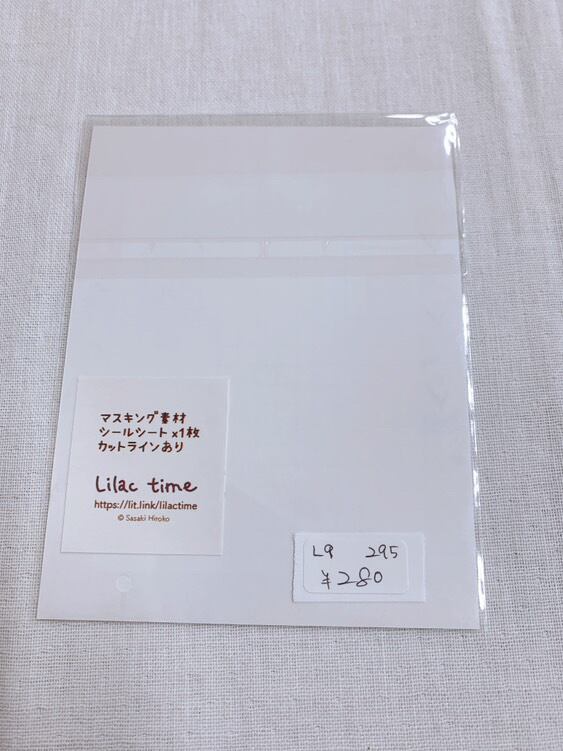 マスキング素材
シールシート x1枚
カットラインあり
Lilac time
https://lit.link/lilactime
© Sasaki Hiroko
L9 295
¥280